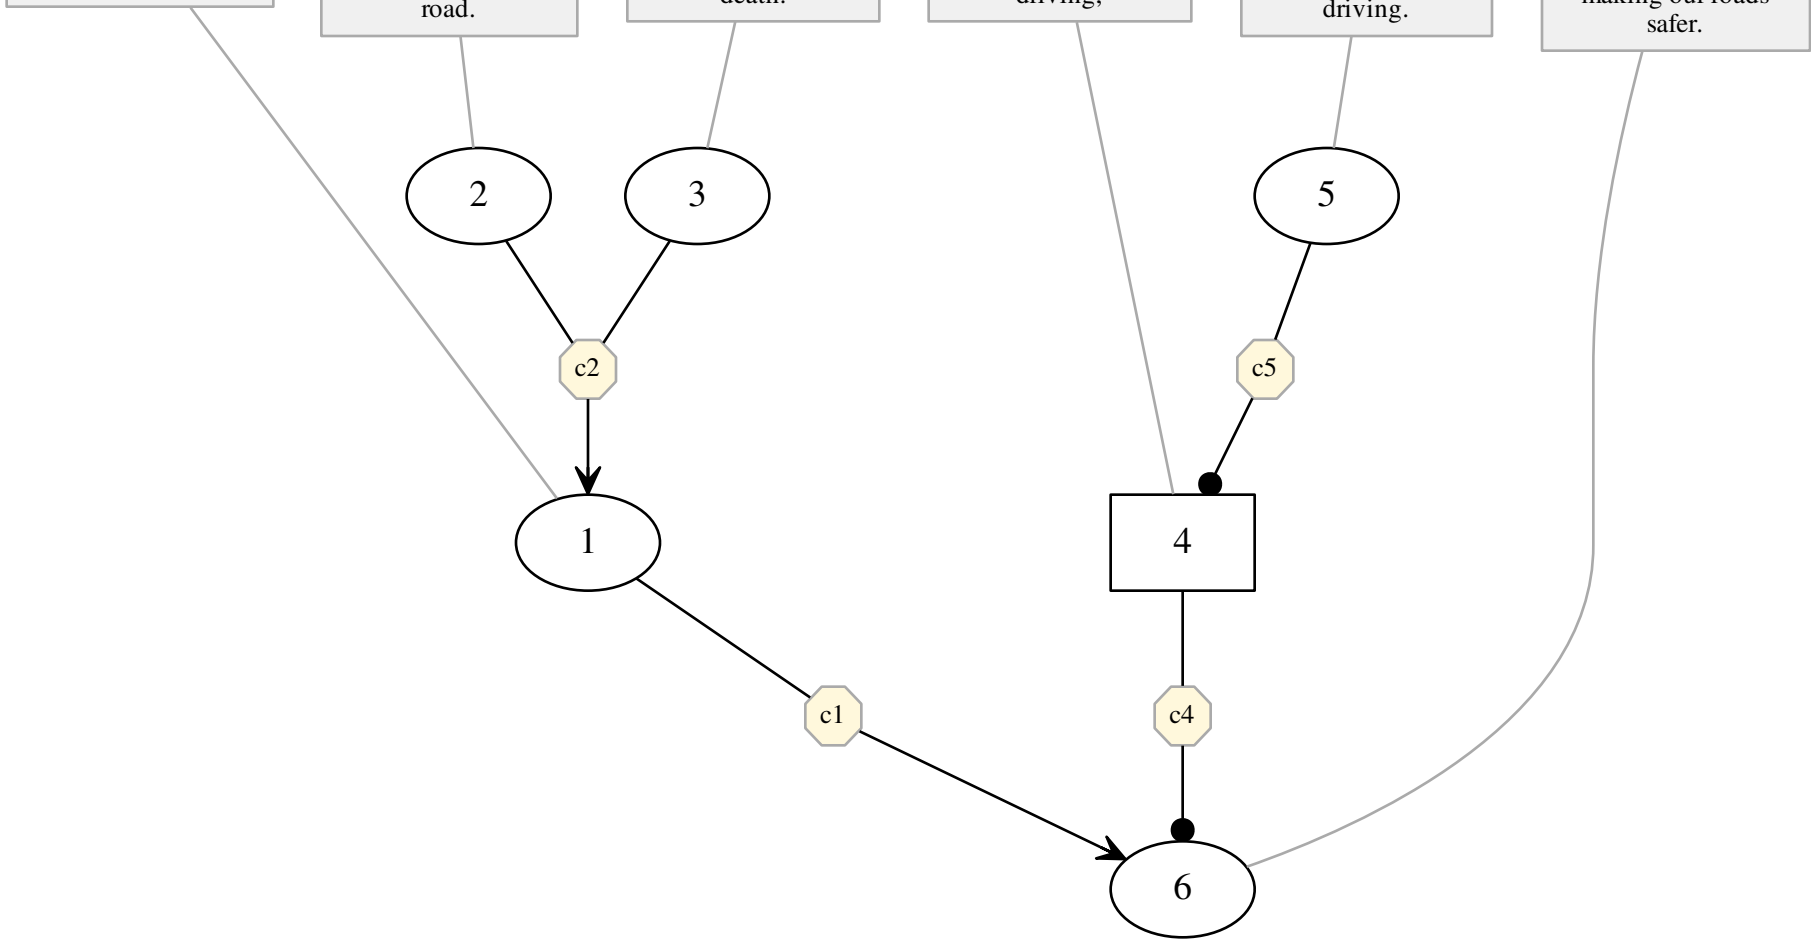 road.
death.
driving,
driving.
making our roads
safer.
2
3
5
c2
c5
1
4
c1
c4
6